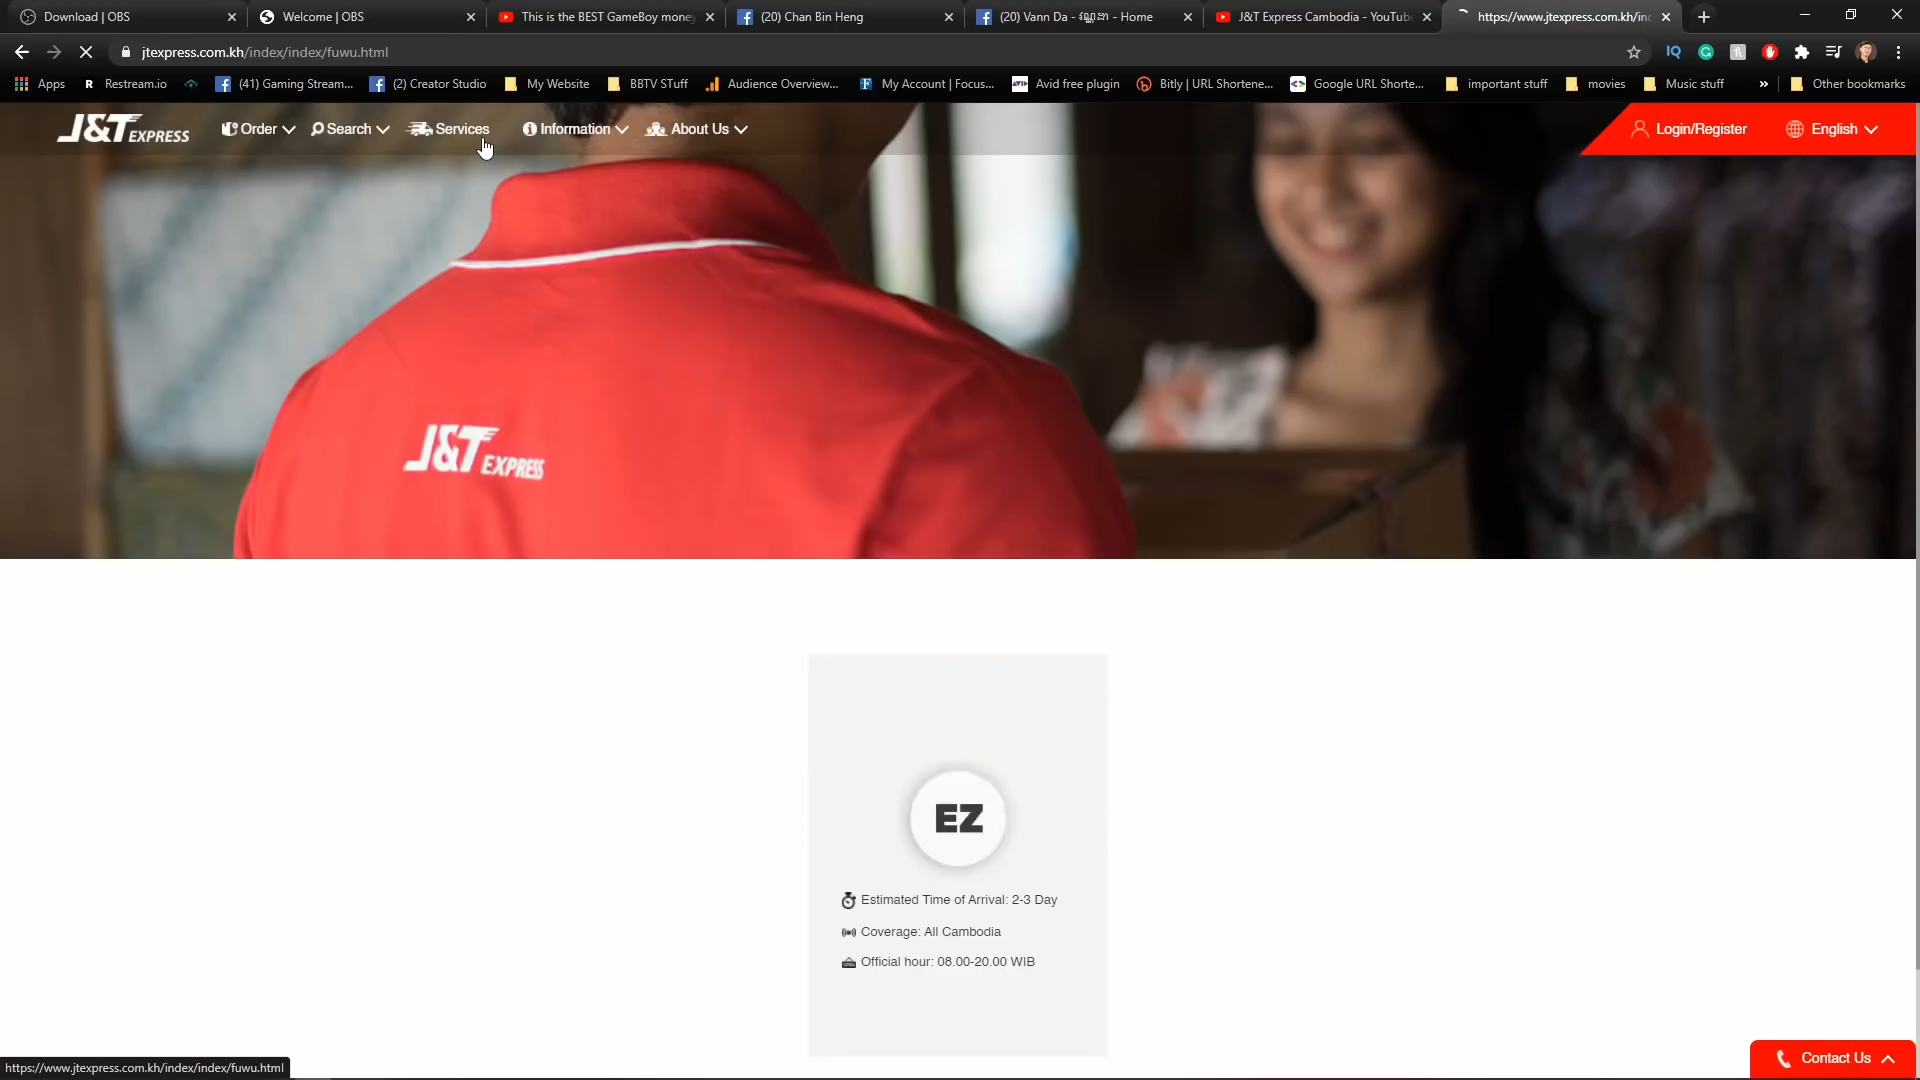 Download | OBS
Welcome | OBS
This is the BEST GameBoy money
(20) Chan Bin Heng
(20) Vann Da - វណ្ណដា - Home
J&T Express Cambodia - YouTube
https://www.jtexpress.com.kh/in
jtexpress.com.kh/index/index/fuwu.html
Apps
Restream.io
(41) Gaming Stream...
(2) Creator Studio
My Website
BBTV STuff
Audience Overview...
My Account | Focus...
Avid free plugin
Bitly | URL Shortene...
Google URL Shorte...
important stuff
movies
Music stuff
»
Other bookmarks
J&T EXPRESS
Order
Search
Services
Information
About Us
Login/Register
English
J&T EXPRESS
EZ
Estimated Time of Arrival: 2-3 Day
Coverage: All Cambodia
Official hour: 08.00-20.00 WIB
Contact Us
https://www.jtexpress.com.kh/index/index/fuwu.html